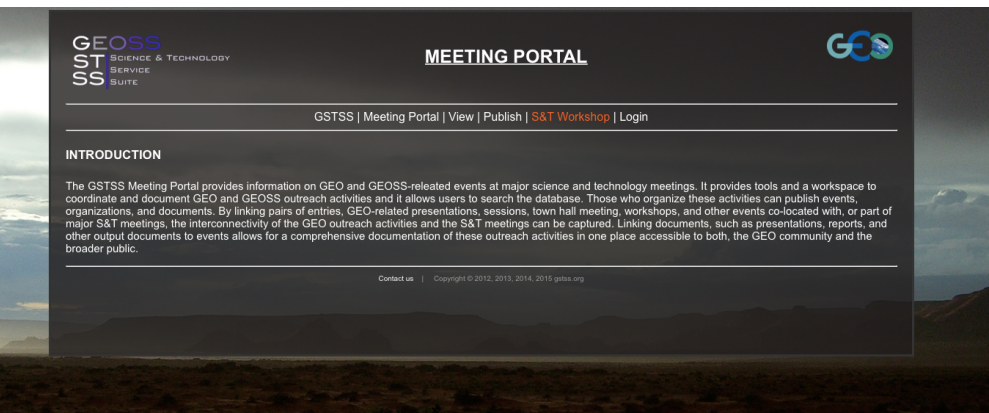 GEOSS
ST SCIENCE & TECHNOLOGY
SERVICE
SS SUITE
MEETING PORTAL
GEO
GSTSS | Meeting Portal | View | Publish | S&T Workshop | Login
INTRODUCTION
The GSTSS Meeting Portal provides information on GEO and GEOSS-releated events at major science and technology meetings. It provides tools and a workspace to
coordinate and document GEO and GEOSS outreach activities and it allows users to search the database. Those who organize these activities can publish events,
organizations, and documents. By linking pairs of entries, GEO-related presentations, sessions, town hall meeting, workshops, and other events co-located with, or part of
major S&T meetings, the interconnectivity of the GEO outreach activities and the S&T meetings can be captured. Linking documents, such as presentations, reports, and
other output documents to events allows for a comprehensive documentation of these outreach activities in one place accessible to both, the GEO community and the
broader public.
Contact us | Copyright © 2012, 2013, 2014, 2015 gstss.org